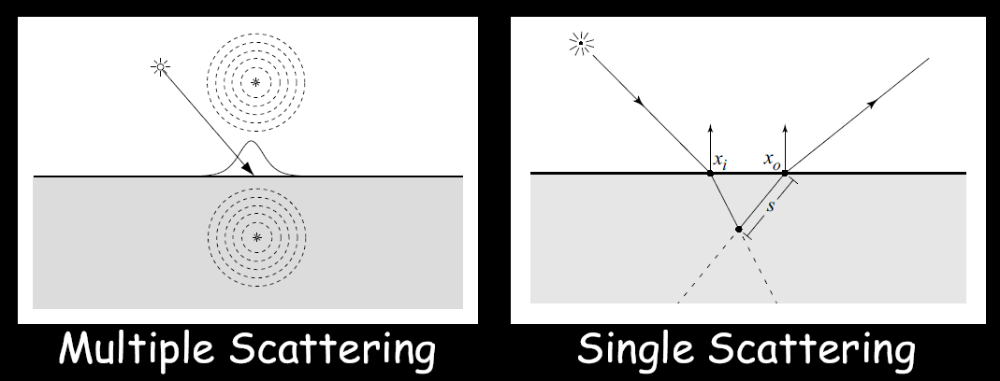 x_i
x_o
s
Multiple Scattering
Single Scattering